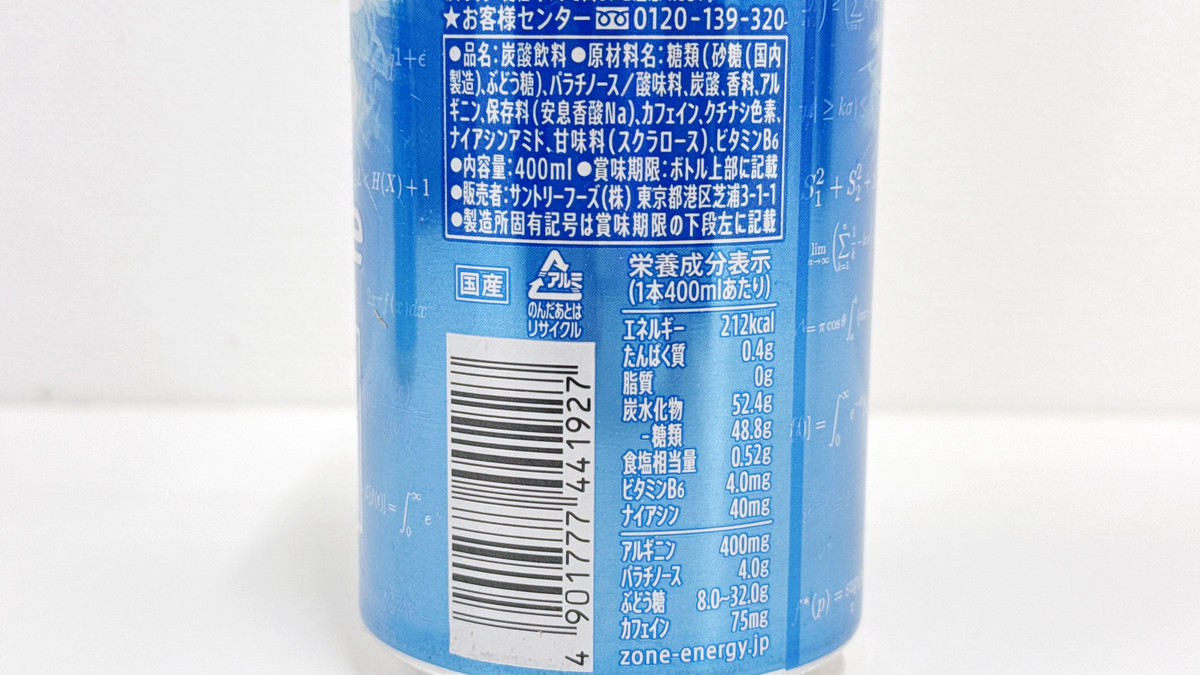 ★お客様センター 0120-139-320
●品名:炭酸飲料 ●原材料名:糖類(砂糖(国内
製造)、ぶどう糖)、パラチノース/酸味料、炭酸、香料、アル
ギニン、保存料(安息香酸Na)、カフェイン、クチナシ色素、
ナイアシンアミド、甘味料(スクラロース)、ビタミンB6
●内容量:400ml ●賞味期限:ボトル上部に記載
●販売者:サントリーフーズ(株) 東京都港区芝浦3-1-1
●製造所固有記号は賞味期限の下段左に記載
国産
アルミ
のんだあとは
リサイクル
栄養成分表示
(1本400mlあたり)
エネルギー 212kcal
たんぱく質 0.4g
脂質 0g
炭水化物 52.4g
-糖類 48.8g
食塩相当量 0.52g
ビタミンB6 4.0mg
ナイアシン 40mg
アルギニン 400mg
パラチノース 4.0g
ぶどう糖 8.0~32.0g
カフェイン 75mg
zone-energy.jp
4 901777 441927
H(X)+1